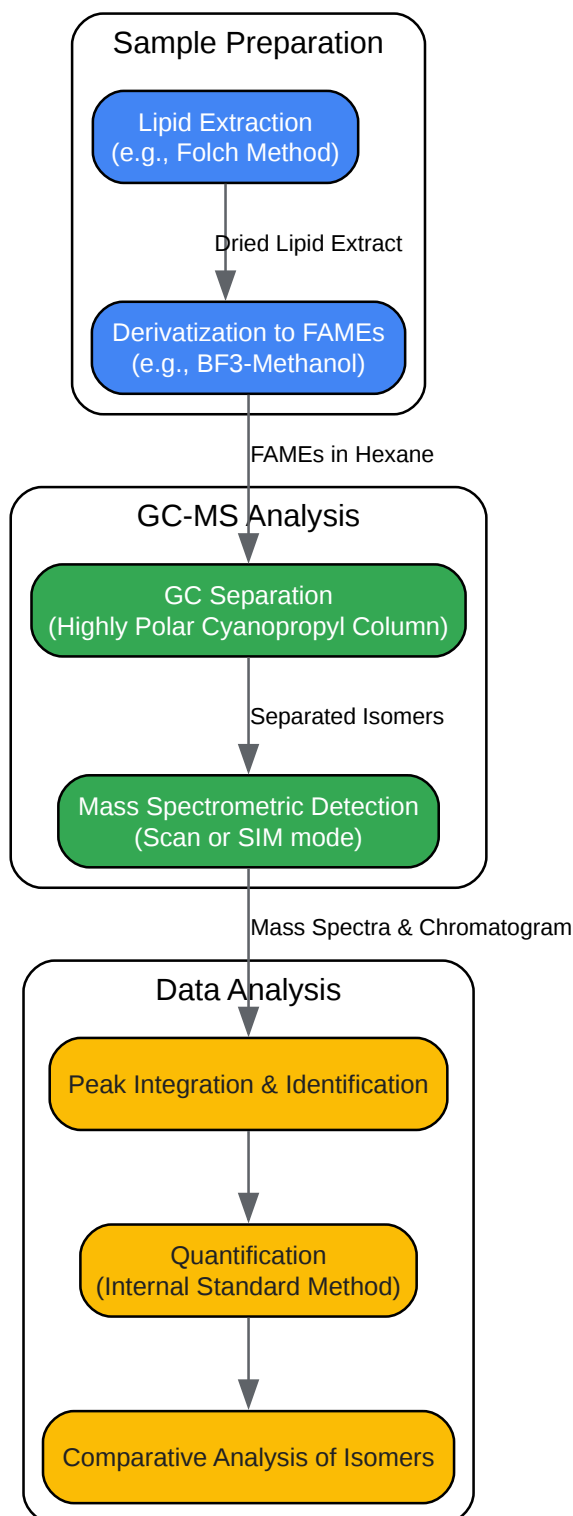 Sample Preparation
Lipid Extraction
(e.g., Folch Method)
Dried Lipid Extract
Derivatization to FAMEs
(e.g., BF3-Methanol)
FAMEs in Hexane
GC-MS Analysis
GC Separation
(Highly Polar Cyanopropyl Column)
Separated Isomers
Mass Spectrometric Detection
(Scan or SIM mode)
Mass Spectra & Chromatogram
Data Analysis
Peak Integration & Identification
Quantification
(Internal Standard Method)
Comparative Analysis of Isomers